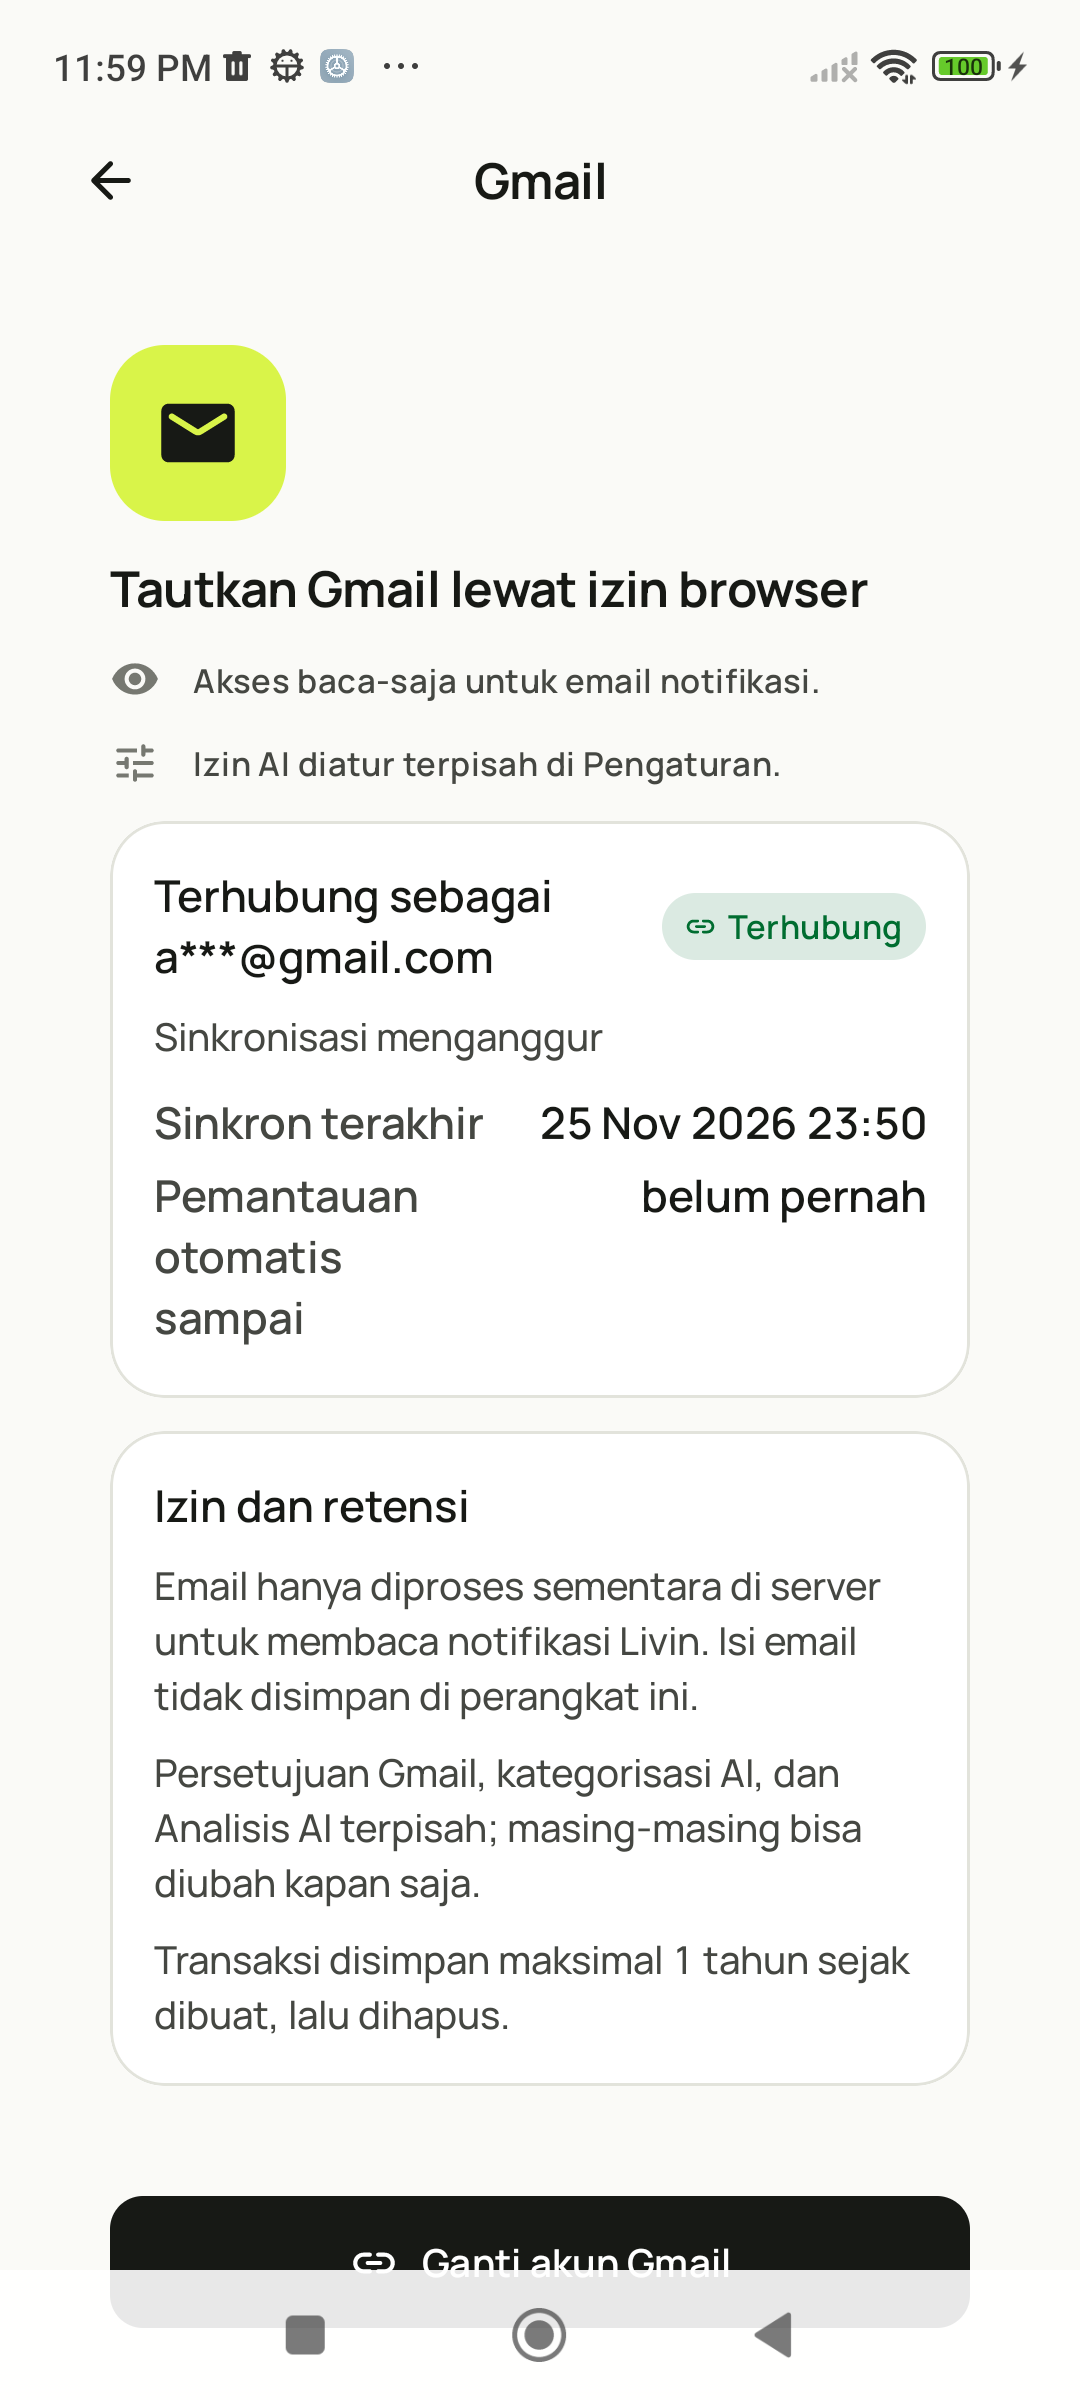 11:59 PM
100
Gmail
Tautkan Gmail lewat izin browser
Akses baca-saja untuk email notifikasi.
Izin AI diatur terpisah di Pengaturan.
Terhubung sebagai
a***@gmail.com
Terhubung
Sinkronisasi menganggur
Sinkron terakhir 25 Nov 2026 23:50
Pemantauan belum pernah
otomatis
sampai
Izin dan retensi
Email hanya diproses sementara di server
untuk membaca notifikasi Livin. Isi email
tidak disimpan di perangkat ini.
Persetujuan Gmail, kategorisasi AI, dan
Analisis AI terpisah; masing-masing bisa
diubah kapan saja.
Transaksi disimpan maksimal 1 tahun sejak
dibuat, lalu dihapus.
Ganti akun Gmail